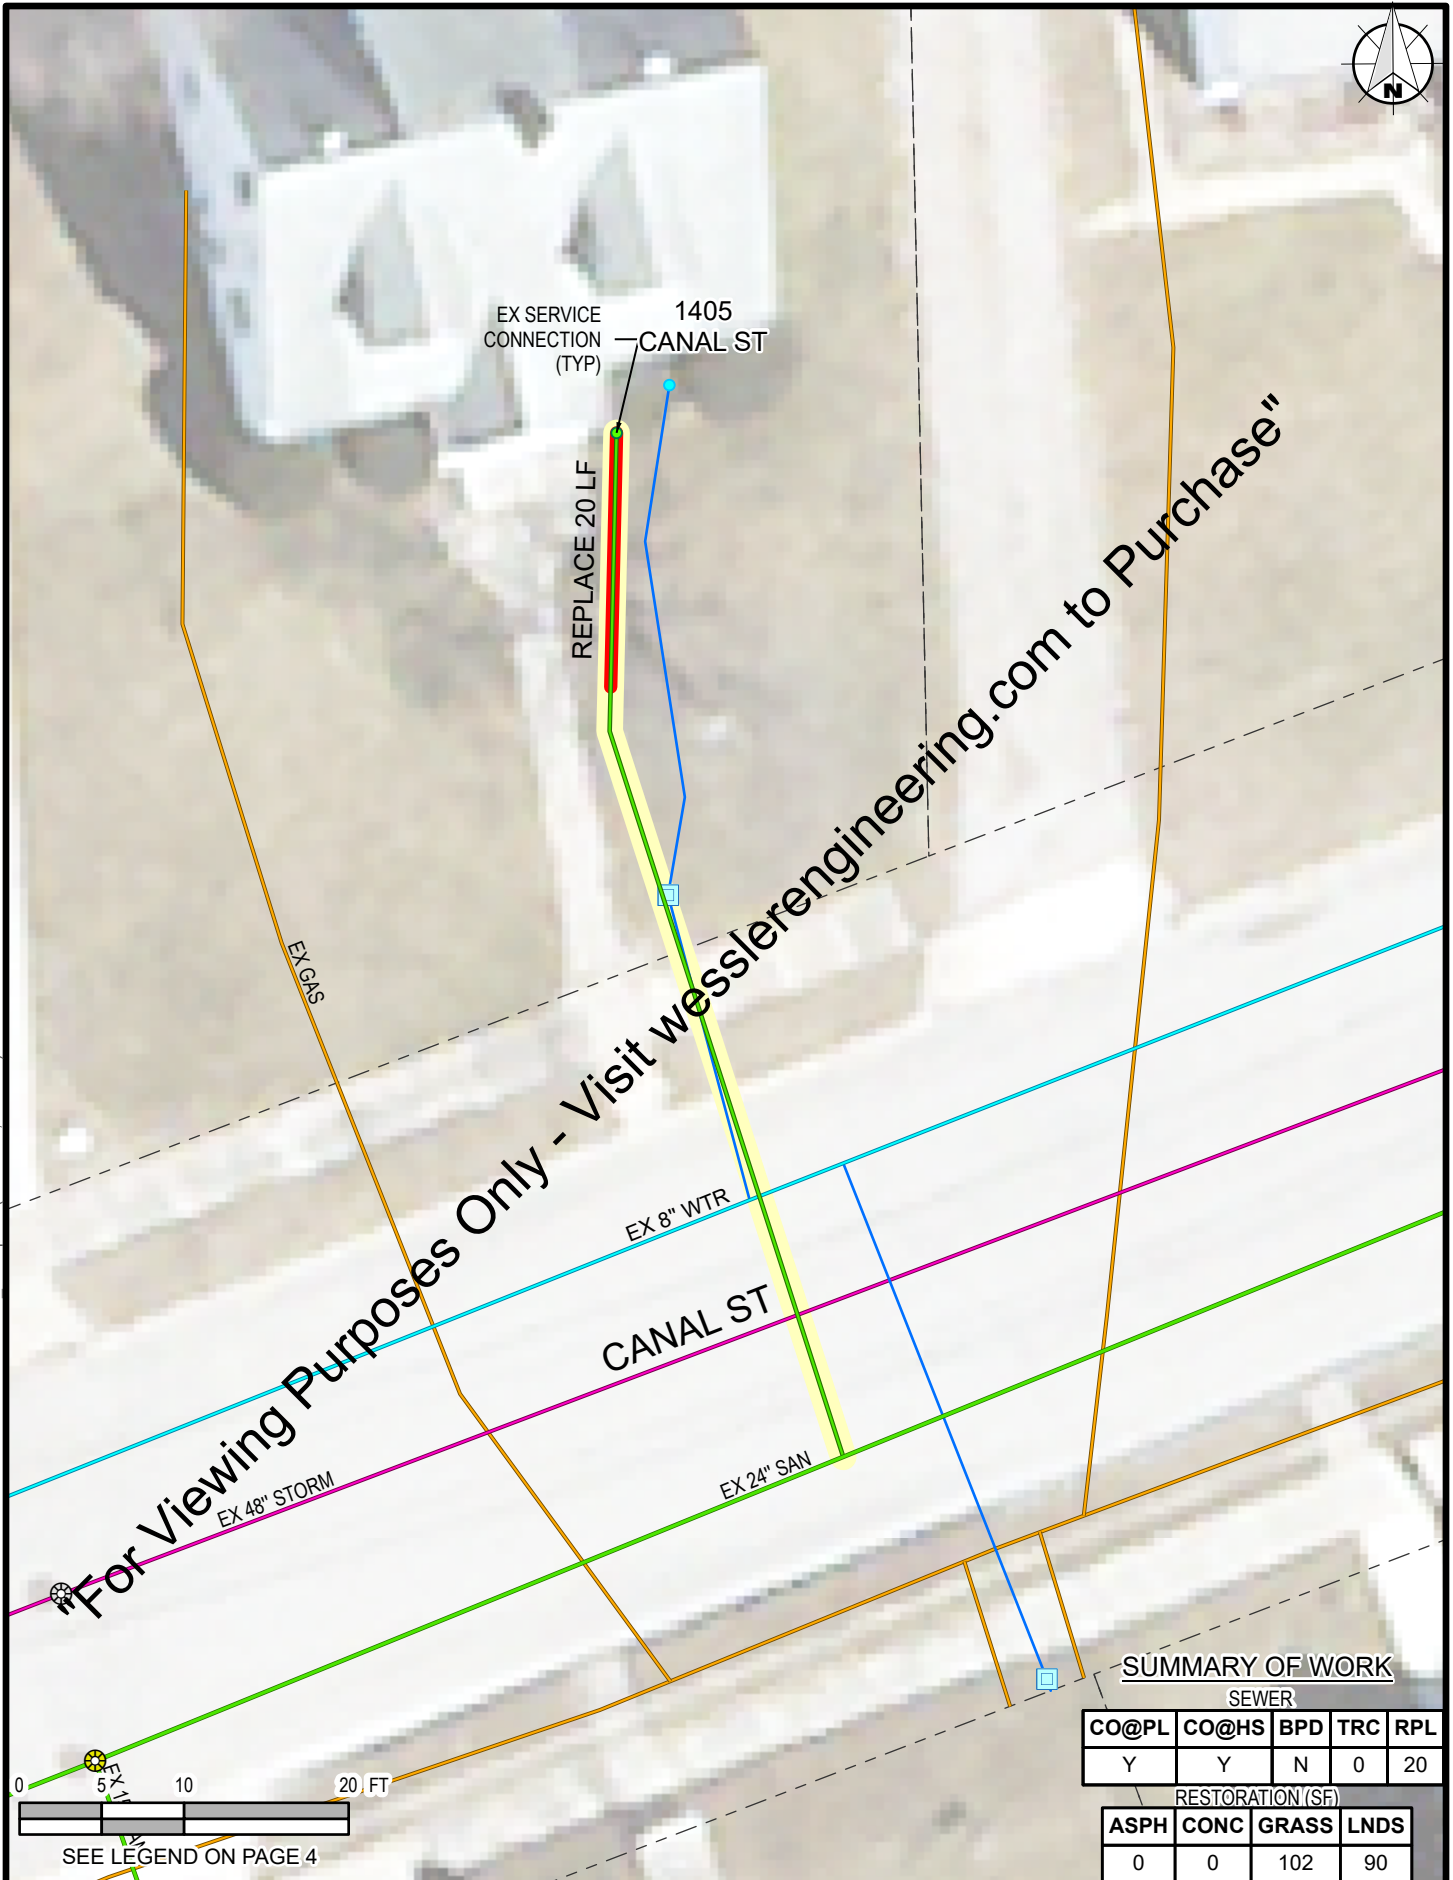 N
EX SERVICE
CONNECTION
(TYP)
1405
CANAL ST
REPLACE 20 LF
"For Viewing Purposes Only - Visit wesslerengineering.com to Purchase"
EX GAS
EX 8" WTR
CANAL ST
EX 48" STORM
EX 24" SAN
0 5 10 20 FT
SEE LEGEND ON PAGE 4
SUMMARY OF WORK
SEWER
CO@PL CO@HS BPD TRC RPL
Y Y N 0 20
RESTORATION (SF)
ASPH CONC GRASS LNDS
0 0 102 90